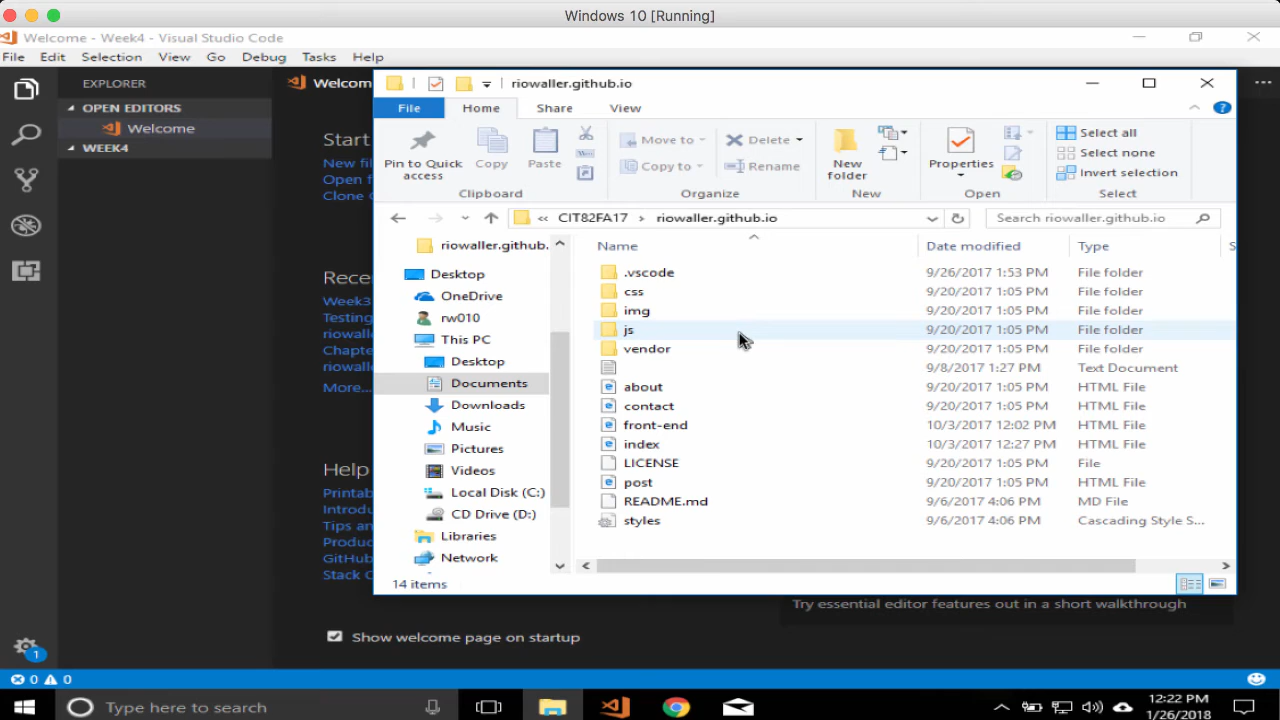 Windows 10 [Running]
Welcome - Week4 - Visual Studio Code
File Edit Selection View Go Debug Tasks Help
EXPLORER
OPEN EDITORS
Welcome
WEEK4
Welcom
Start
New fil
Open f
Clone
Rece
Week3
Testing
riowall
Chapte
riowall
More...
Help
Printab
Introdu
Tips an
Produc
GitHub
Stack C
Show welcome page on startup
Try essential editor features out in a short walkthrough
riowaller.github.io
File Home Share View
Pin to Quick access
Copy
Paste
Clipboard
Move to
Copy to
Delete
Rename
Organize
New folder
New
Properties
Open
Select all
Select none
Invert selection
Select
« CIT82FA17 › riowaller.github.io
Search riowaller.github.io
riowaller.github.
Desktop
OneDrive
rw010
This PC
Desktop
Documents
Downloads
Music
Pictures
Videos
Local Disk (C:)
CD Drive (D:)
Libraries
Network
Name Date modified Type S
.vscode 9/26/2017 1:53 PM File folder
css 9/20/2017 1:05 PM File folder
img 9/20/2017 1:05 PM File folder
js 9/20/2017 1:05 PM File folder
vendor 9/20/2017 1:05 PM File folder
9/8/2017 1:27 PM Text Document
about 9/20/2017 1:05 PM HTML File
contact 9/20/2017 1:05 PM HTML File
front-end 10/3/2017 12:02 PM HTML File
index 10/3/2017 12:27 PM HTML File
LICENSE 9/20/2017 1:05 PM File
post 9/20/2017 1:05 PM HTML File
README.md 9/6/2017 4:06 PM MD File
styles 9/6/2017 4:06 PM Cascading Style S...
14 items
1
0 0
Type here to search
12:22 PM
1/26/2018